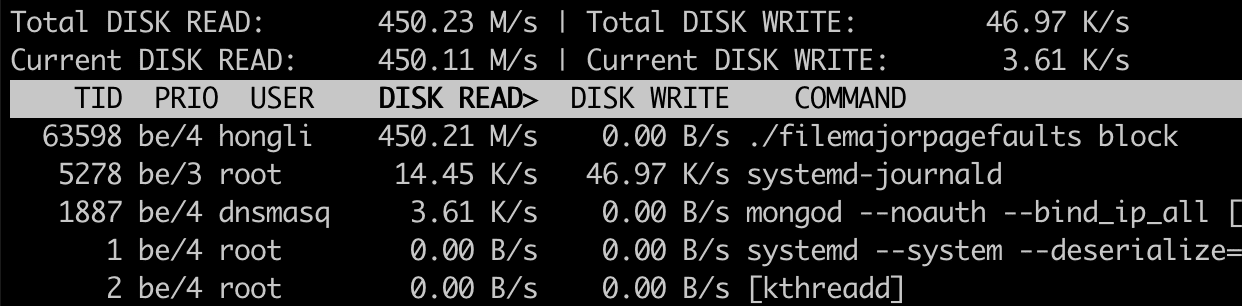 Total DISK READ: 450.23 M/s | Total DISK WRITE: 46.97 K/s
Current DISK READ: 450.11 M/s | Current DISK WRITE: 3.61 K/s
TID PRIO USER DISK READ> DISK WRITE COMMAND
63598 be/4 hongli 450.21 M/s 0.00 B/s ./filemajorpagefaults block
5278 be/3 root 14.45 K/s 46.97 K/s systemd-journald
1887 be/4 dnsmasq 3.61 K/s 0.00 B/s mongod --noauth --bind_ip_all [
1 be/4 root 0.00 B/s 0.00 B/s systemd --system --deserialize=
2 be/4 root 0.00 B/s 0.00 B/s [kthreadd]